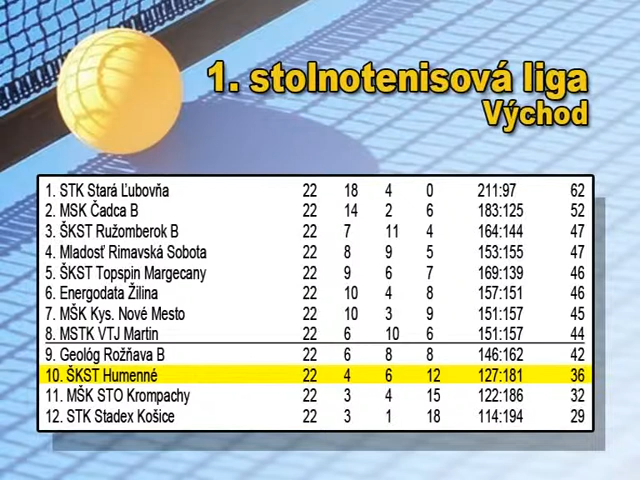 1. stolnotenisová liga
Východ
1. STK Stará Ľubovňa 22 18 4 0 211:97 62
2. MSK Čadca B 22 14 2 6 183:125 52
3. ŠKST Ružomberok B 22 7 11 4 164:144 47
4. Mladosť Rimavská Sobota 22 8 9 5 153:155 47
5. ŠKST Topspin Margecany 22 9 6 7 169:139 46
6. Energodata Žilina 22 10 4 8 157:151 46
7. MŠK Kys. Nové Mesto 22 10 3 9 151:157 45
8. MSTK VTJ Martin 22 6 10 6 151:157 44
9. Geológ Rožňava B 22 6 8 8 146:162 42
10. ŠKST Humenné 22 4 6 12 127:181 36
11. MŠK STO Krompachy 22 3 4 15 122:186 32
12. STK Stadex Košice 22 3 1 18 114:194 29